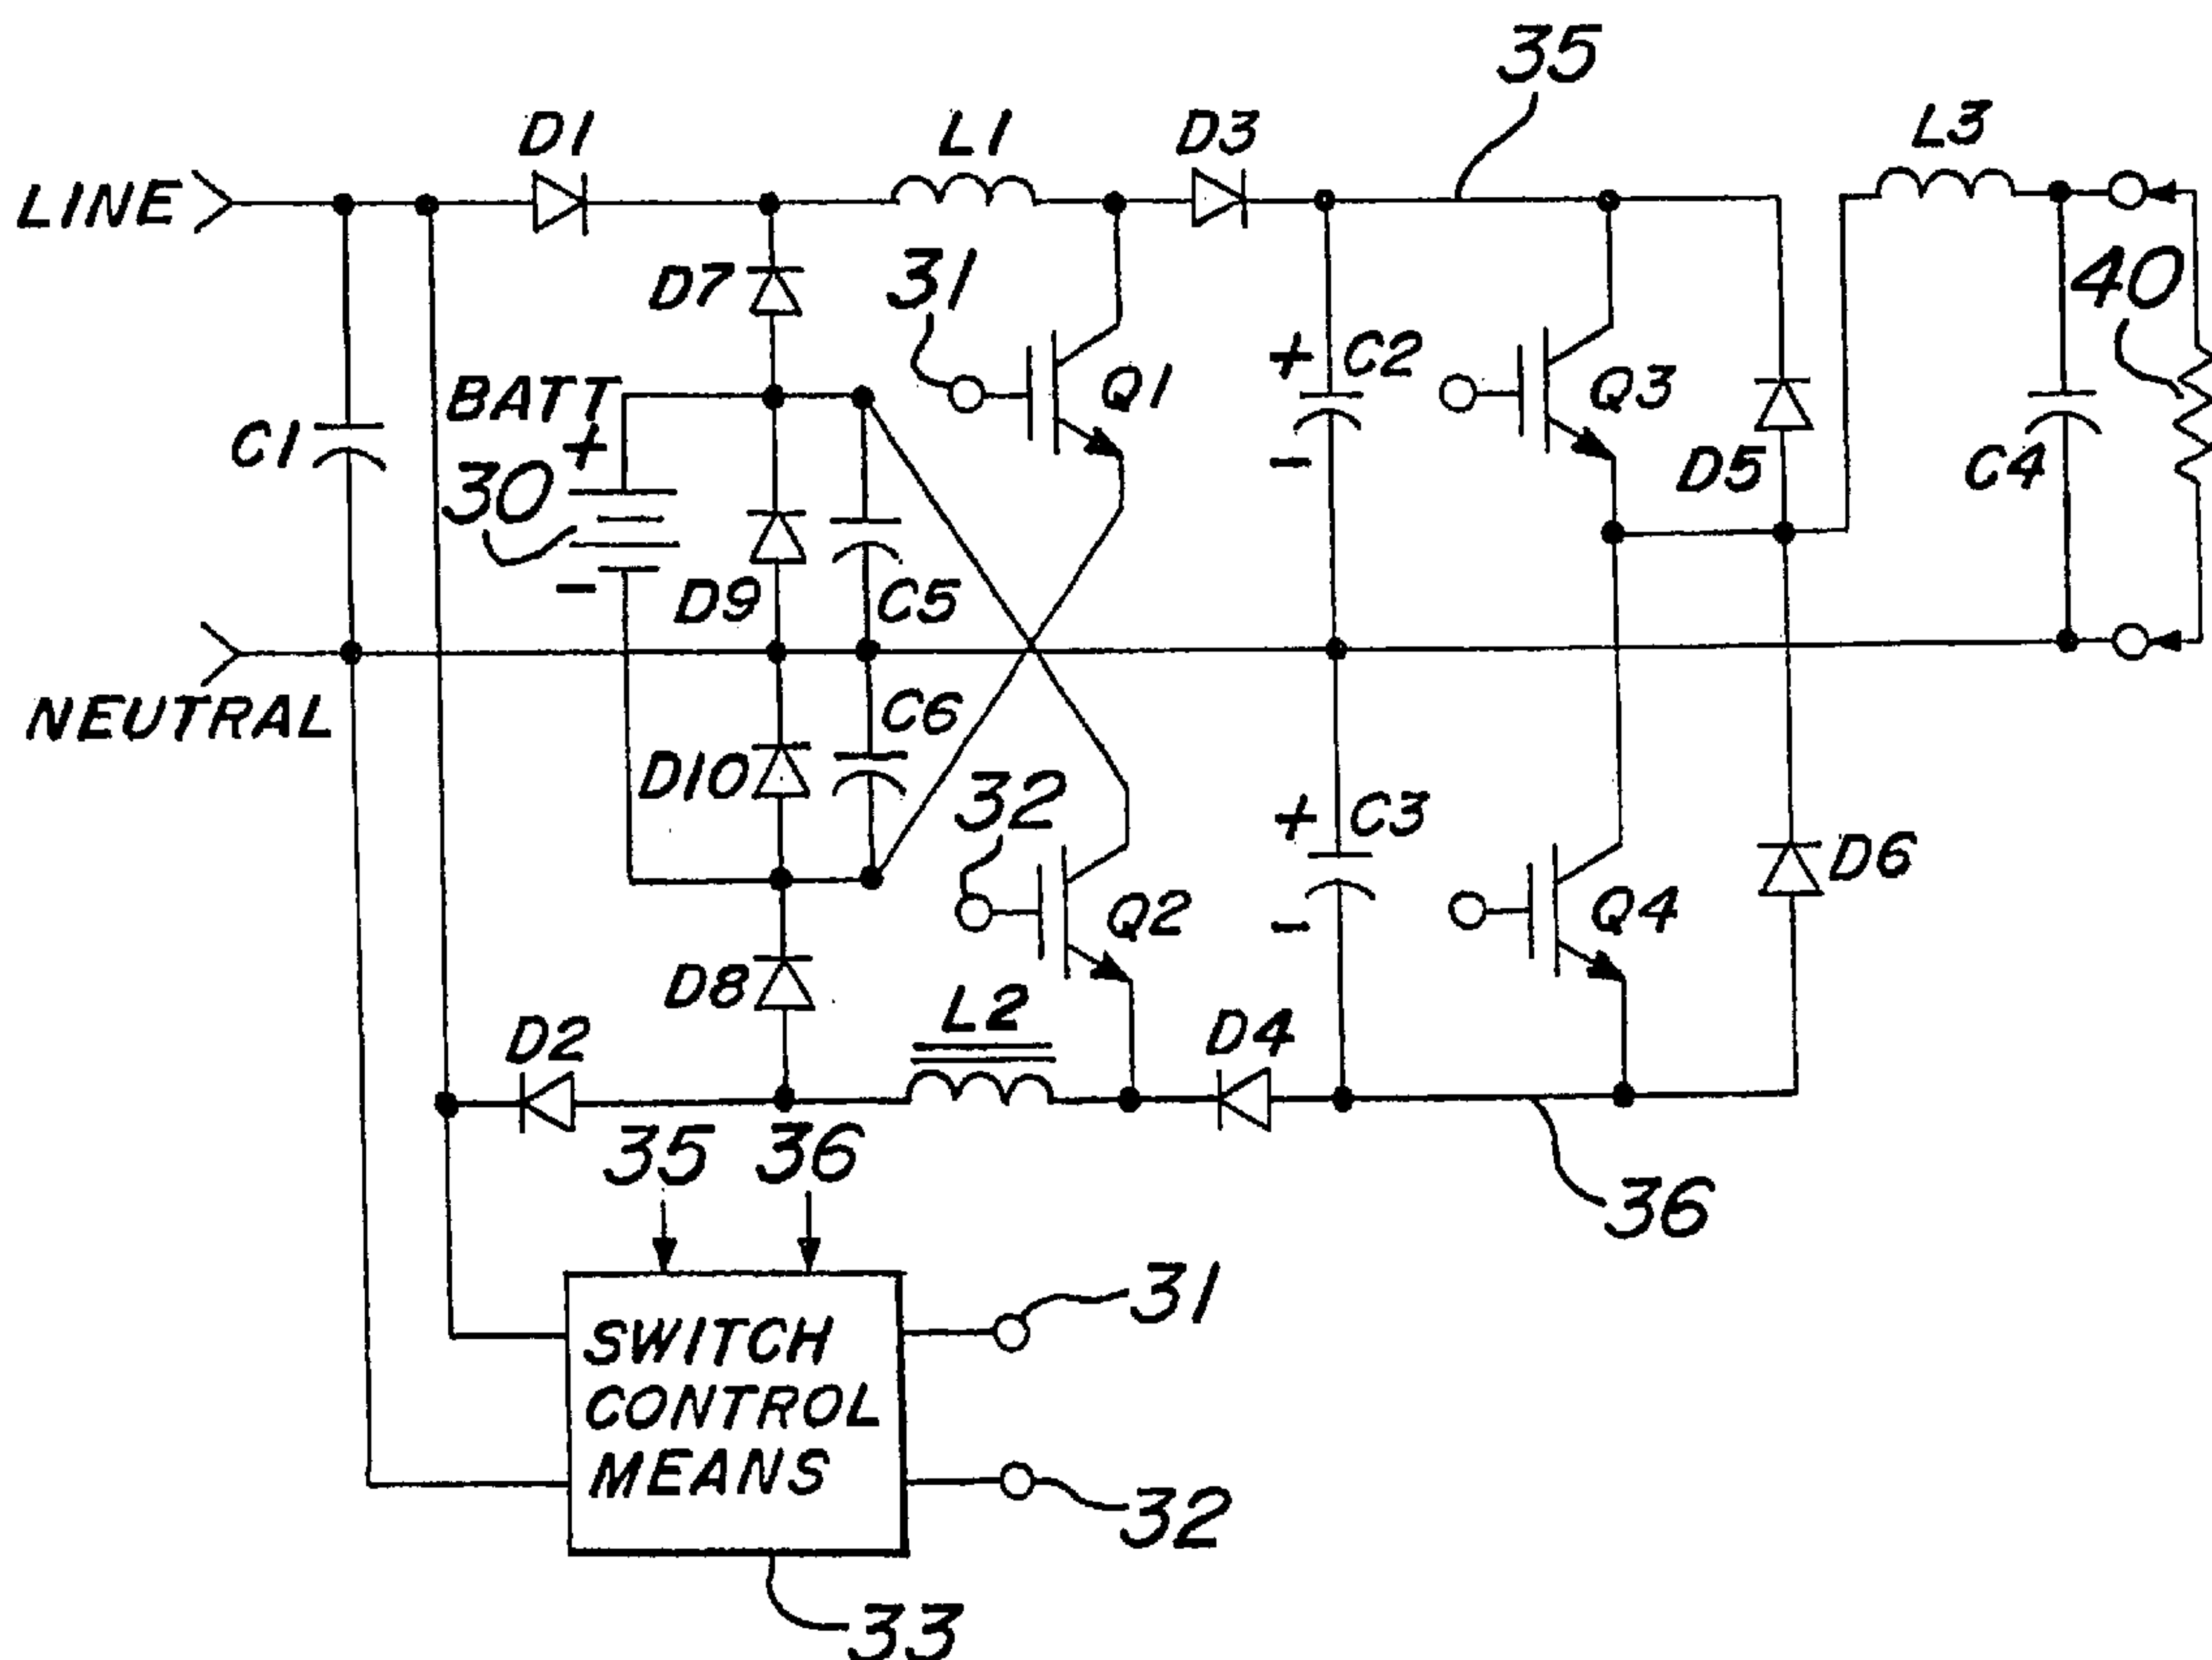 35
D1
L1
D3
L3
LINE
D7
31
40
BATT
+
Q1
+
C2
Q3
C1
30
-
D5
C4
-
D9
C5
NEUTRAL
C6
D10
32
+
C3
D6
Q2
Q4
-
D8
L2
D2
D4
35
36
36
SWITCH
CONTROL
MEANS
31
32
33